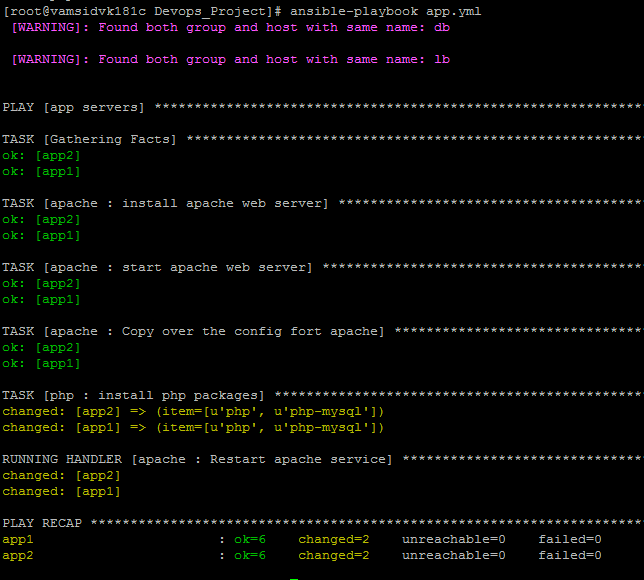 [root@vamsidvk181c Devops_Project]# ansible-playbook app.yml
[WARNING]: Found both group and host with same name: db
[WARNING]: Found both group and host with same name: lb
PLAY [app servers] *************************************************************
TASK [Gathering Facts] *********************************************************
ok: [app2]
ok: [app1]
TASK [apache : install apache web server] **************************************
ok: [app2]
ok: [app1]
TASK [apache : start apache web server] ****************************************
ok: [app2]
ok: [app1]
TASK [apache : Copy over the config fort apache] *******************************
ok: [app2]
ok: [app1]
TASK [php : install php packages] **********************************************
changed: [app2] => (item=[u'php', u'php-mysql'])
changed: [app1] => (item=[u'php', u'php-mysql'])
RUNNING HANDLER [apache : Restart apache service] ******************************
changed: [app2]
changed: [app1]
PLAY RECAP *********************************************************************
app1 : ok=6 changed=2 unreachable=0 failed=0
app2 : ok=6 changed=2 unreachable=0 failed=0